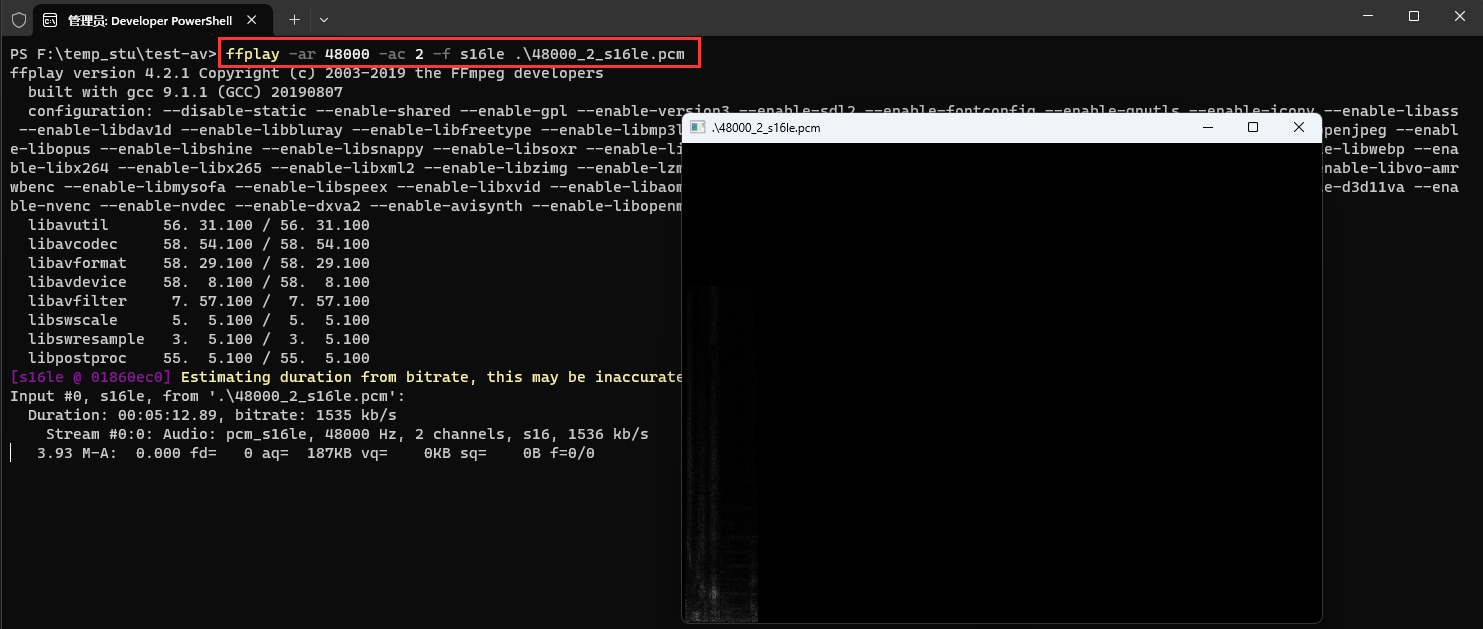 管理员: Developer PowerShell
PS F:\temp_stu\test-av> ffplay -ar 48000 -ac 2 -f s16le .\48000_2_s16le.pcm
ffplay version 4.2.1 Copyright (c) 2003-2019 the FFmpeg developers
built with gcc 9.1.1 (GCC) 20190807
configuration: --disable-static --enable-shared --enable-gpl --enable-version3 --enable-sdl2 --enable-fontconfig --enable-gnutls --enable-iconv --enable-libass
--enable-libdav1d --enable-libbluray --enable-libfreetype --enable-libmp3l penjpeg --enabl
e-libopus --enable-libshine --enable-libsnappy --enable-libsoxr --enable-li e-libwebp --ena
ble-libx264 --enable-libx265 --enable-libxml2 --enable-libzimg --enable-lzm nable-libvo-amr
wbenc --enable-libmysofa --enable-libspeex --enable-libxvid --enable-libaom e-d3d11va --ena
ble-nvenc --enable-nvdec --enable-dxva2 --enable-avisynth --enable-libopenm
libavutil 56. 31.100 / 56. 31.100
libavcodec 58. 54.100 / 58. 54.100
libavformat 58. 29.100 / 58. 29.100
libavdevice 58. 8.100 / 58. 8.100
libavfilter 7. 57.100 / 7. 57.100
libswscale 5. 5.100 / 5. 5.100
libswresample 3. 5.100 / 3. 5.100
libpostproc 55. 5.100 / 55. 5.100
[s16le @ 01860ec0] Estimating duration from bitrate, this may be inaccurate
Input #0, s16le, from '.\48000_2_s16le.pcm':
Duration: 00:05:12.89, bitrate: 1535 kb/s
Stream #0:0: Audio: pcm_s16le, 48000 Hz, 2 channels, s16, 1536 kb/s
3.93 M-A: 0.000 fd= 0 aq= 187KB vq= 0KB sq= 0B f=0/0
.\48000_2_s16le.pcm